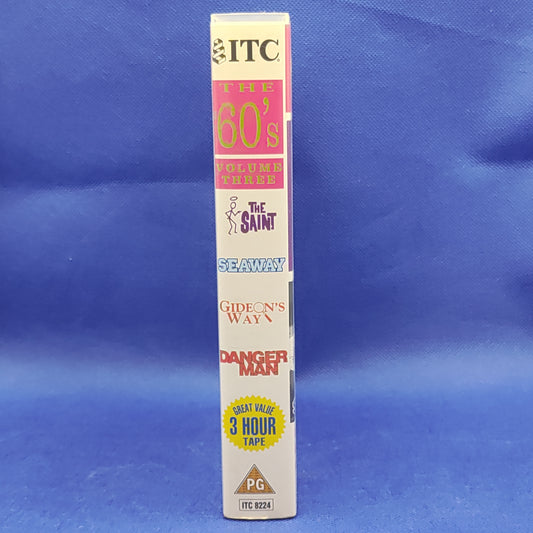 ITC
THE
60's
VOLUME
THREE
THE
SAINT
SEAWAY
GIDEON'S
WAY
DANGER
MAN
GREAT VALUE
3 HOUR
TAPE
PG
ITC 8224